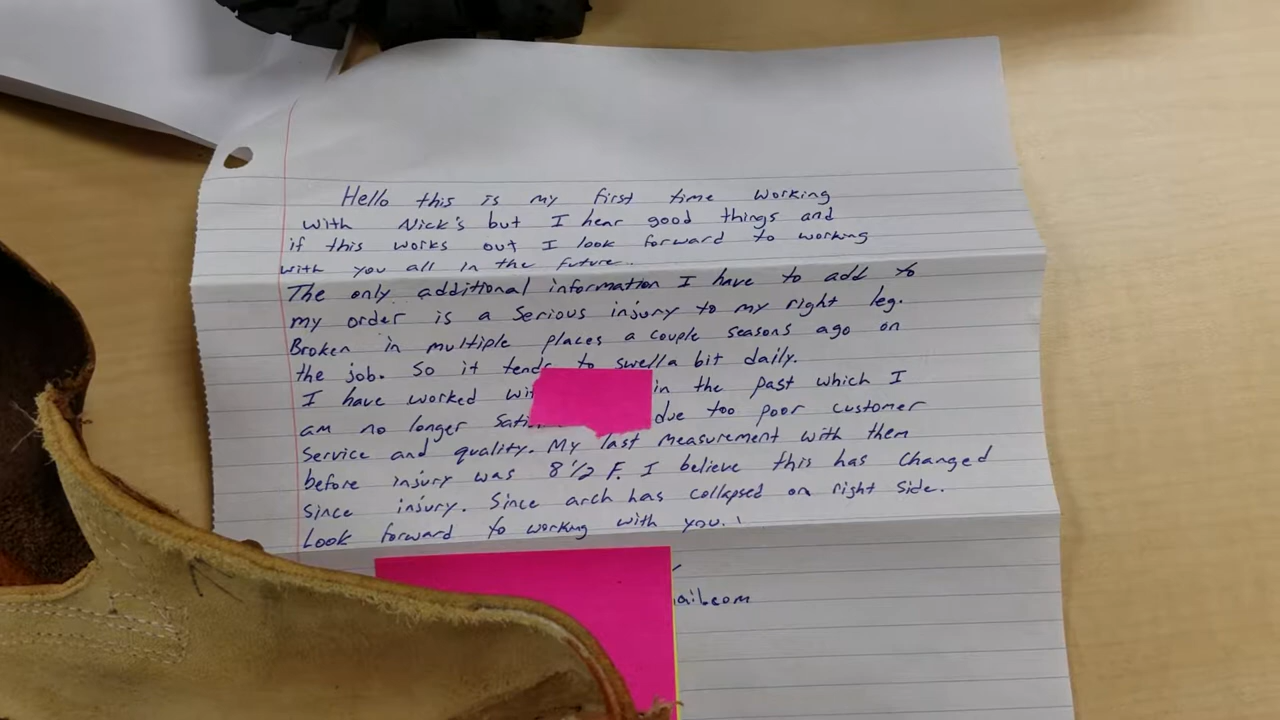 Hello this is my first time working
with Nick's but I hear good things and
if this works out I look forward to working
with you all in the future.
The only additional information I have to add to
my order is a serious injury to my right leg.
Broken in multiple places a couple seasons ago on
the job. So it tends to swell a bit daily.
I have worked in the past which I
am no longer due too poor customer
service and quality. My last measurement with them
before injury was 8 1/2 F. I believe this has changed
since injury. Since arch has collapsed on right side.
Look forward to working with you.!
ail.com